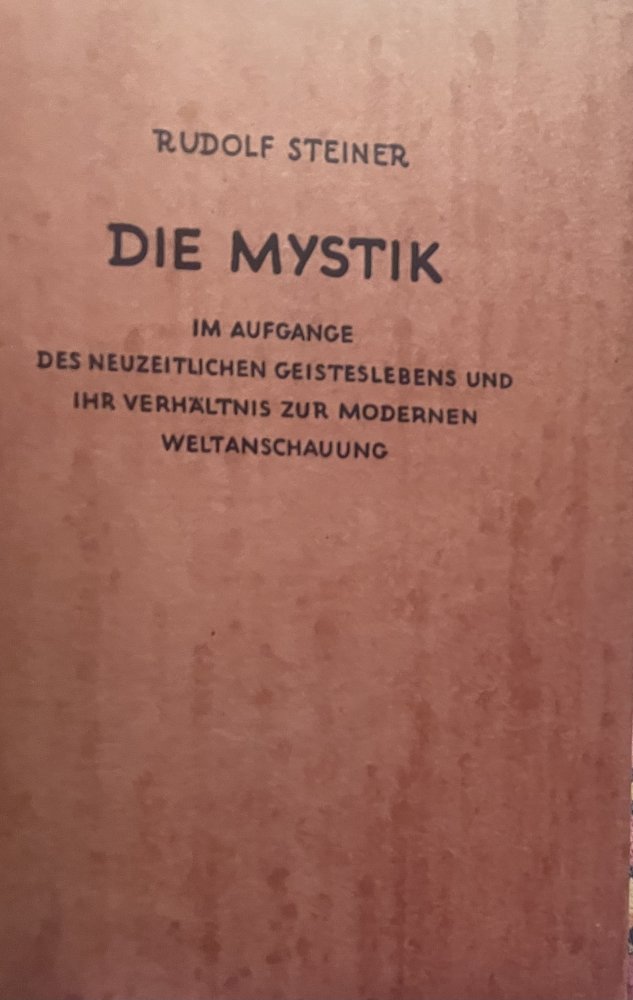 RUDOLF STEINER
DIE MYSTIK
IM AUFGANGE
DES NEUZEITLICHEN GEISTESLEBENS UND
IHR VERHÄLTNIS ZUR MODERNEN
WELTANSCHAUUNG